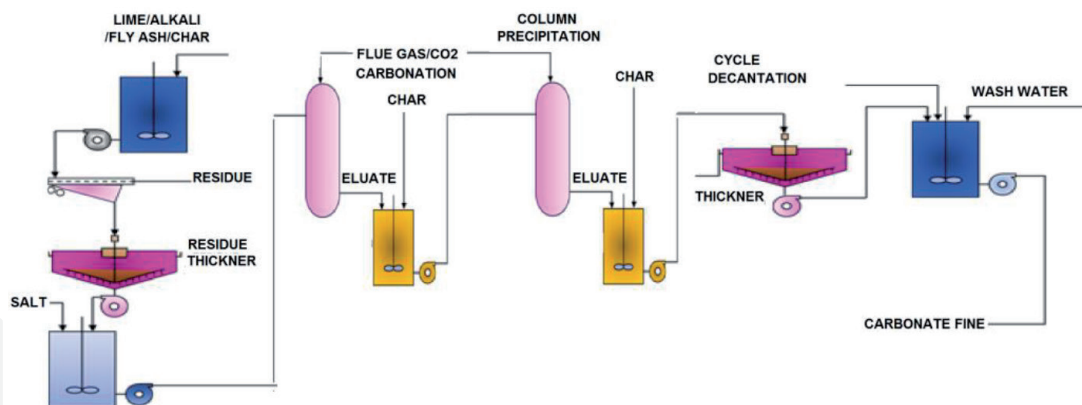 LIME/ALKALI
/FLY ASH/CHAR
COLUMN
PRECIPITATION
FLUE GAS/CO2
CARBONATION
CHAR
CHAR
CYCLE
DECANTATION
WASH WATER
RESIDUE
ELUATE
ELUATE
THICKNER
RESIDUE
THICKNER
SALT
CARBONATE FINE